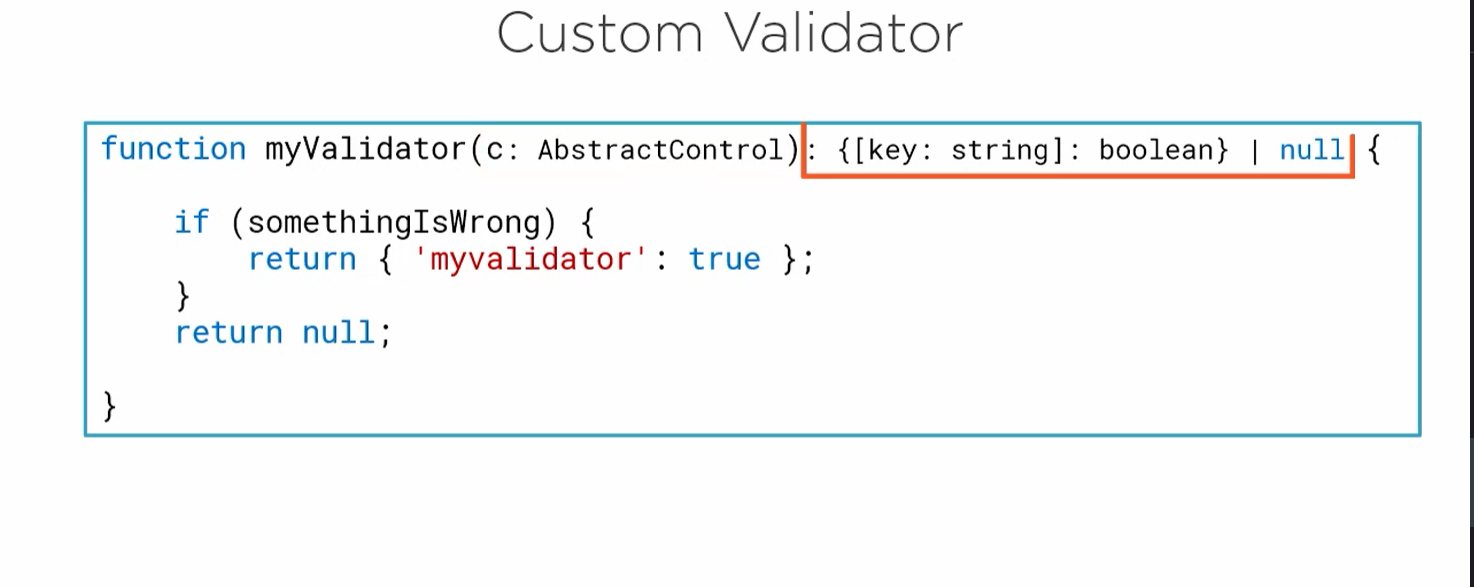 Custom Validator
function myValidator(c: AbstractControl): {[key: string]: boolean} | null {
if (somethingIsWrong) {
return { 'myvalidator': true };
}
return null;
}